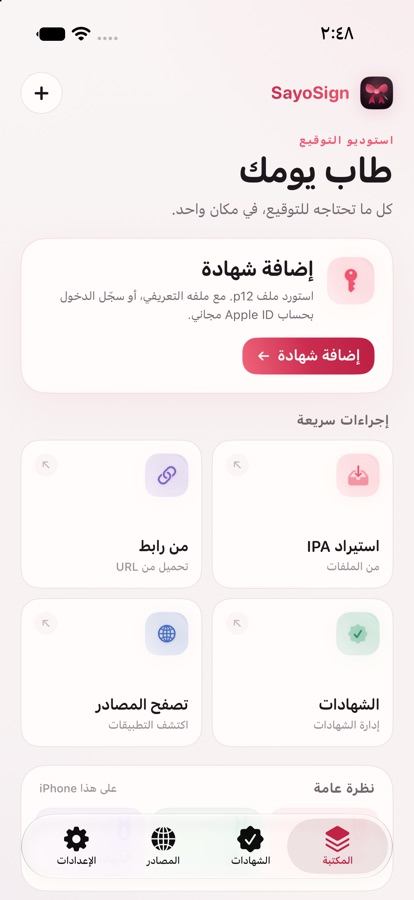 ٢:٤٨
SayoSign
استوديو التوقيع
طاب يومك
كل ما تحتاجه للتوقيع، في مكان واحد.
إضافة شهادة
استورد ملف p12. مع ملفه التعريفي، أو سجّل الدخول
بحساب Apple ID مجاني.
إضافة شهادة ←
إجراءات سريعة
استيراد IPA
من الملفات
من رابط
تحميل من URL
الشهادات
إدارة الشهادات
تصفح المصادر
اكتشف التطبيقات
نظرة عامة
على هذا iPhone
المكتبة
الشهادات
المصادر
الإعدادات